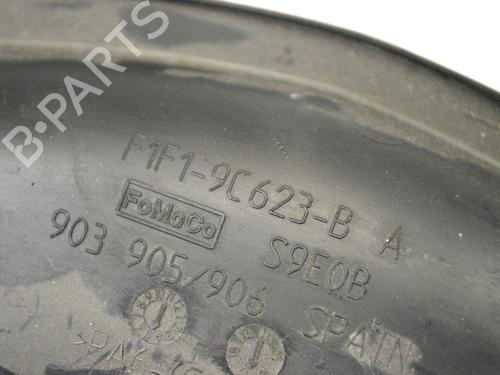 B-PARTS
F1F1-9C623-B A
FoMoCo S9E0B
903 905/906 SPAIN